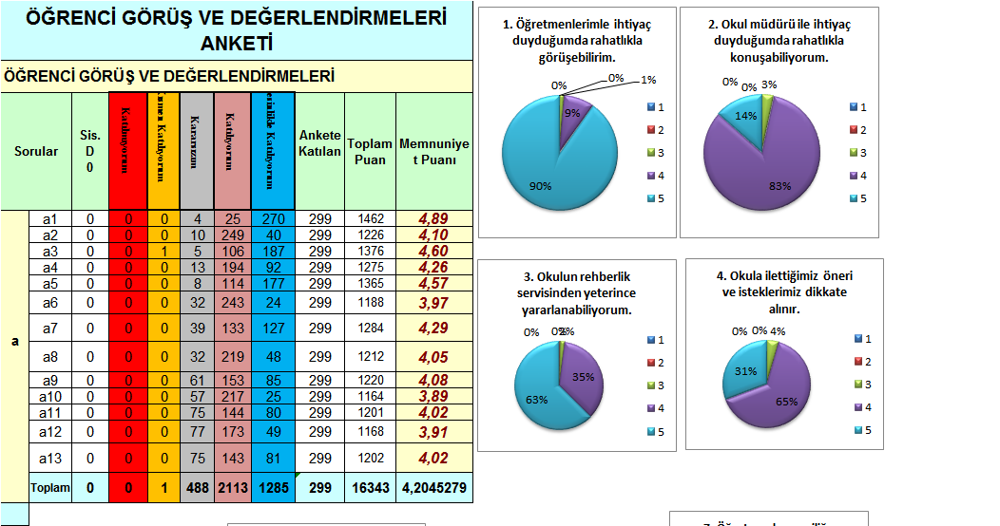 ÖĞRENCİ GÖRÜŞ VE DEĞERLENDİRMELERİ
ANKETİ
ÖĞRENCİ GÖRÜŞ VE DEĞERLENDİRMELERİ
Sorular Sis. D 0 Katılmıyorum Katılıyorum Kararsızım Katılıyorum Katılıyorum Ankete Katılan Toplam Puan Memnuniyet Puanı
a
a1 0 0 0 4 25 270 299 1462 4,89
a2 0 0 0 10 249 40 299 1226 4,10
a3 0 0 1 5 106 187 299 1376 4,60
a4 0 0 0 13 194 92 299 1275 4,26
a5 0 0 0 8 114 177 299 1365 4,57
a6 0 0 0 32 243 24 299 1188 3,97
a7 0 0 0 39 133 127 299 1284 4,29
a8 0 0 0 32 219 48 299 1212 4,05
a9 0 0 0 61 153 85 299 1220 4,08
a10 0 0 0 57 217 25 299 1164 3,89
a11 0 0 0 75 144 80 299 1201 4,02
a12 0 0 0 77 173 49 299 1168 3,91
a13 0 0 0 75 143 81 299 1202 4,02
Toplam 0 0 1 488 2113 1285 299 16343 4,2045279
1. Öğretmenlerimle ihtiyaç
duyduğumda rahatlıkla
görüşebilirim.
0% 0% 1%
9%
90%
1
2
3
4
5
2. Okul müdürü ile ihtiyaç
duyduğumda rahatlıkla
konuşabiliyorum.
0% 0% 3%
14%
83%
1
2
3
4
5
3. Okulun rehberlik
servisinden yeterince
yararlanabiliyorum.
0% 0% 2%
35%
63%
1
2
3
4
5
4. Okula ilettiğimiz öneri
ve isteklerimiz dikkate
alınır.
0% 0% 4%
31%
65%
1
2
3
4
5